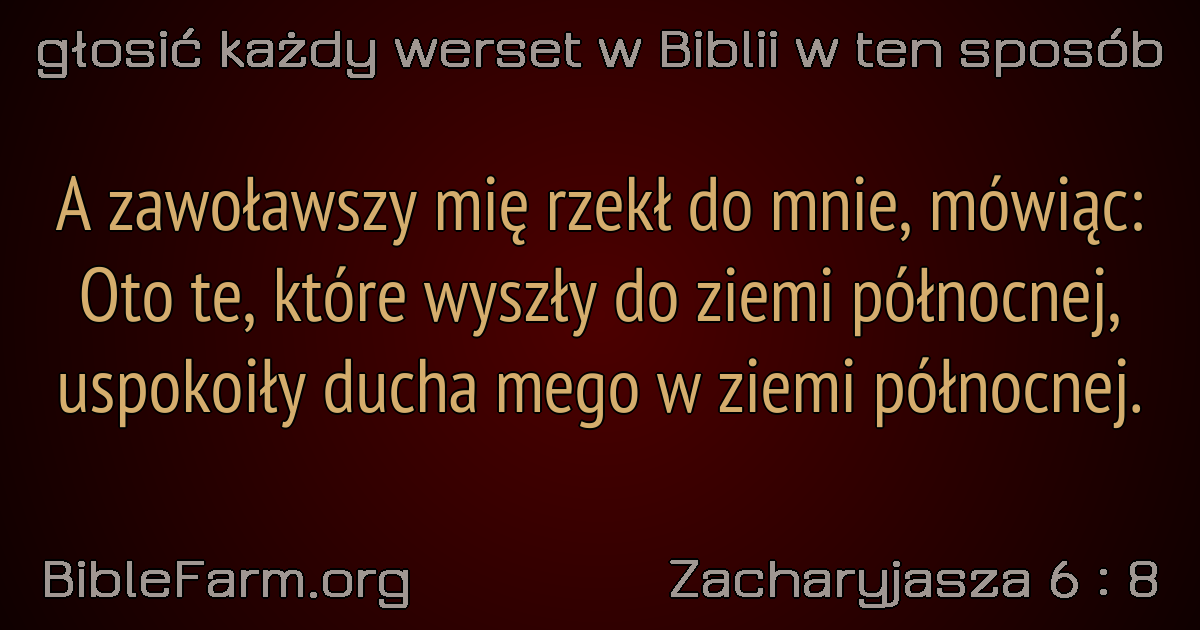 głosić każdy werset w Biblii w ten sposób
A zawoławszy mię rzekł do mnie, mówiąc:
Oto te, które wyszły do ziemi północnej,
uspokoiły ducha mego w ziemi północnej.
BibleFarm.org
Zacharyjasza 6 : 8